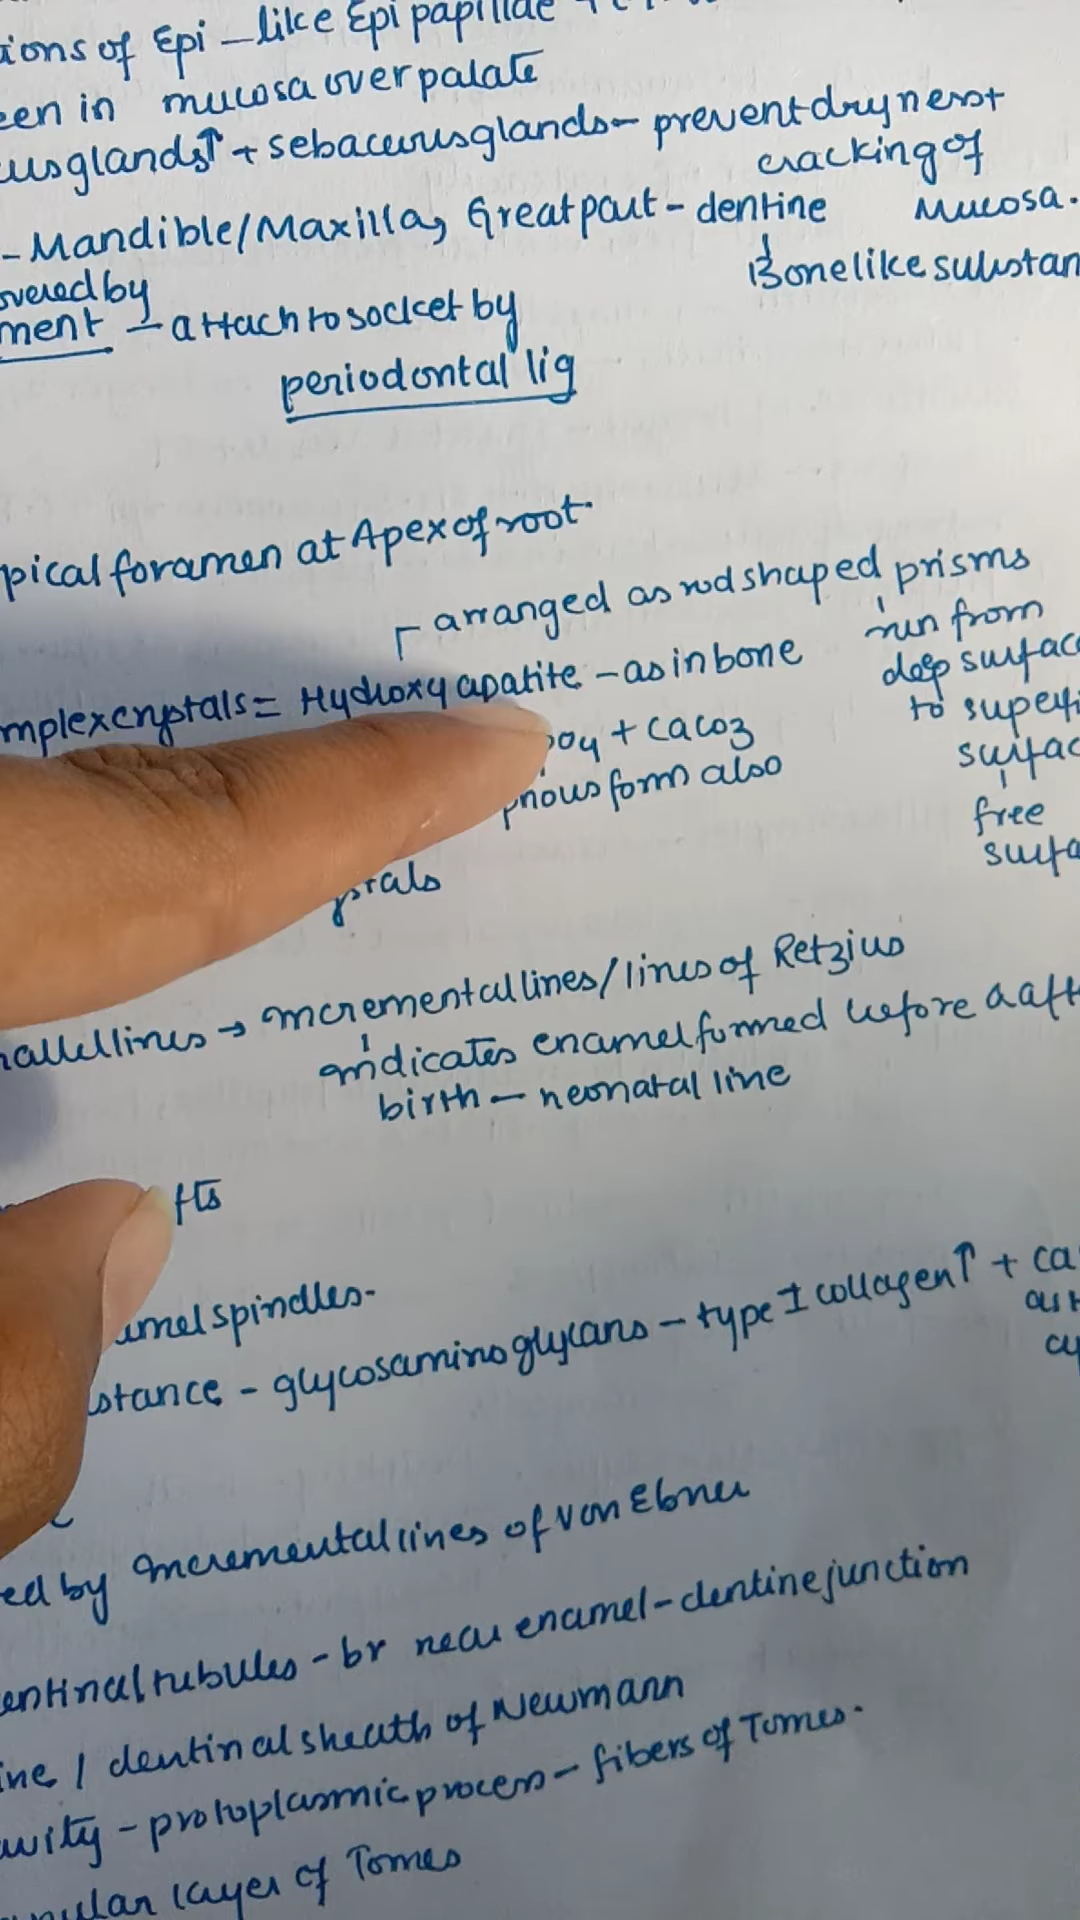 ions of Epi - like Epi papillae
een in mucosa over palate
us glands↑ + sebaceous glands - prevent dryness +
cracking of
Mucosa.
- Mandible/Maxilla, Great part - dentine
Bone like substan
overed by
ment - attach to socket by
periodontal lig
pical foramen at Apex of root.
arranged as rod shaped prisms
run from
deep surfac
to superfi
surfac
free
surfa
mplex crystals = Hydroxy apatite - as in bone
po4 + caco3
phous form also
stals
rallel lines → incremental lines/lines of Retzius
indicates enamel formed before & aft
birth - neonatal line
fts
amel spindles.
stance - glycosaminoglycans - type I collagen↑ + ca
ed by incremental lines of von Ebner
entinal tubules - br near enamel - dentine junction
ine / dentinal sheath of Newmann
avity - protoplasmic process - fibers of Tomes.
anular layer of Tomes